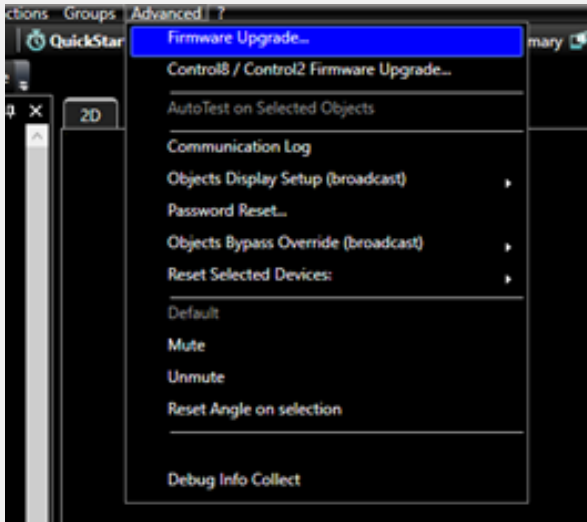 ctions Groups Advanced ?
QuickStar
mary
2D
Firmware Upgrade...
Control8 / Control2 Firmware Upgrade...
AutoTest on Selected Objects
Communication Log
Objects Display Setup (broadcast)
Password Reset...
Objects Bypass Override (broadcast)
Reset Selected Devices:
Default
Mute
Unmute
Reset Angle on selection
Debug Info Collect